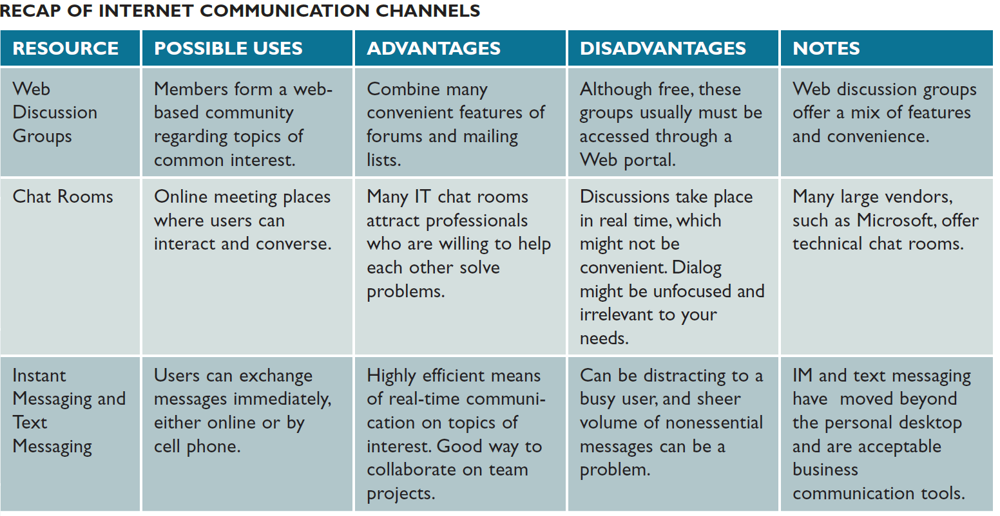 RECAP OF INTERNET COMMUNICATION CHANNELS
RESOURCE
POSSIBLE USES
ADVANTAGES
DISADVANTAGES
NOTES
Web
Discussion
Groups
Members form a web-
based community
regarding topics of
common interest.
Combine many
convenient features of
forums and mailing
lists.
Although free, these
groups usually must be
accessed through a
Web portal.
Web discussion groups
offer a mix of features
and convenience.
Chat Rooms
Online meeting places
where users can
interact and converse.
Many IT chat rooms
attract professionals
who are willing to help
each other solve
problems.
Discussions take place
in real time, which
might not be
convenient. Dialog
might be unfocused and
irrelevant to your
needs.
Many large vendors,
such as Microsoft, offer
technical chat rooms.
Instant
Messaging and
Text
Messaging
Users can exchange
messages immediately,
either online or by
cell phone.
Highly efficient means
of real-time communi-
cation on topics of
interest. Good way to
collaborate on team
projects.
Can be distracting to a
busy user, and sheer
volume of nonessential
messages can be a
problem.
IM and text messaging
have  moved beyond
the personal desktop
and are acceptable
business
communication tools.